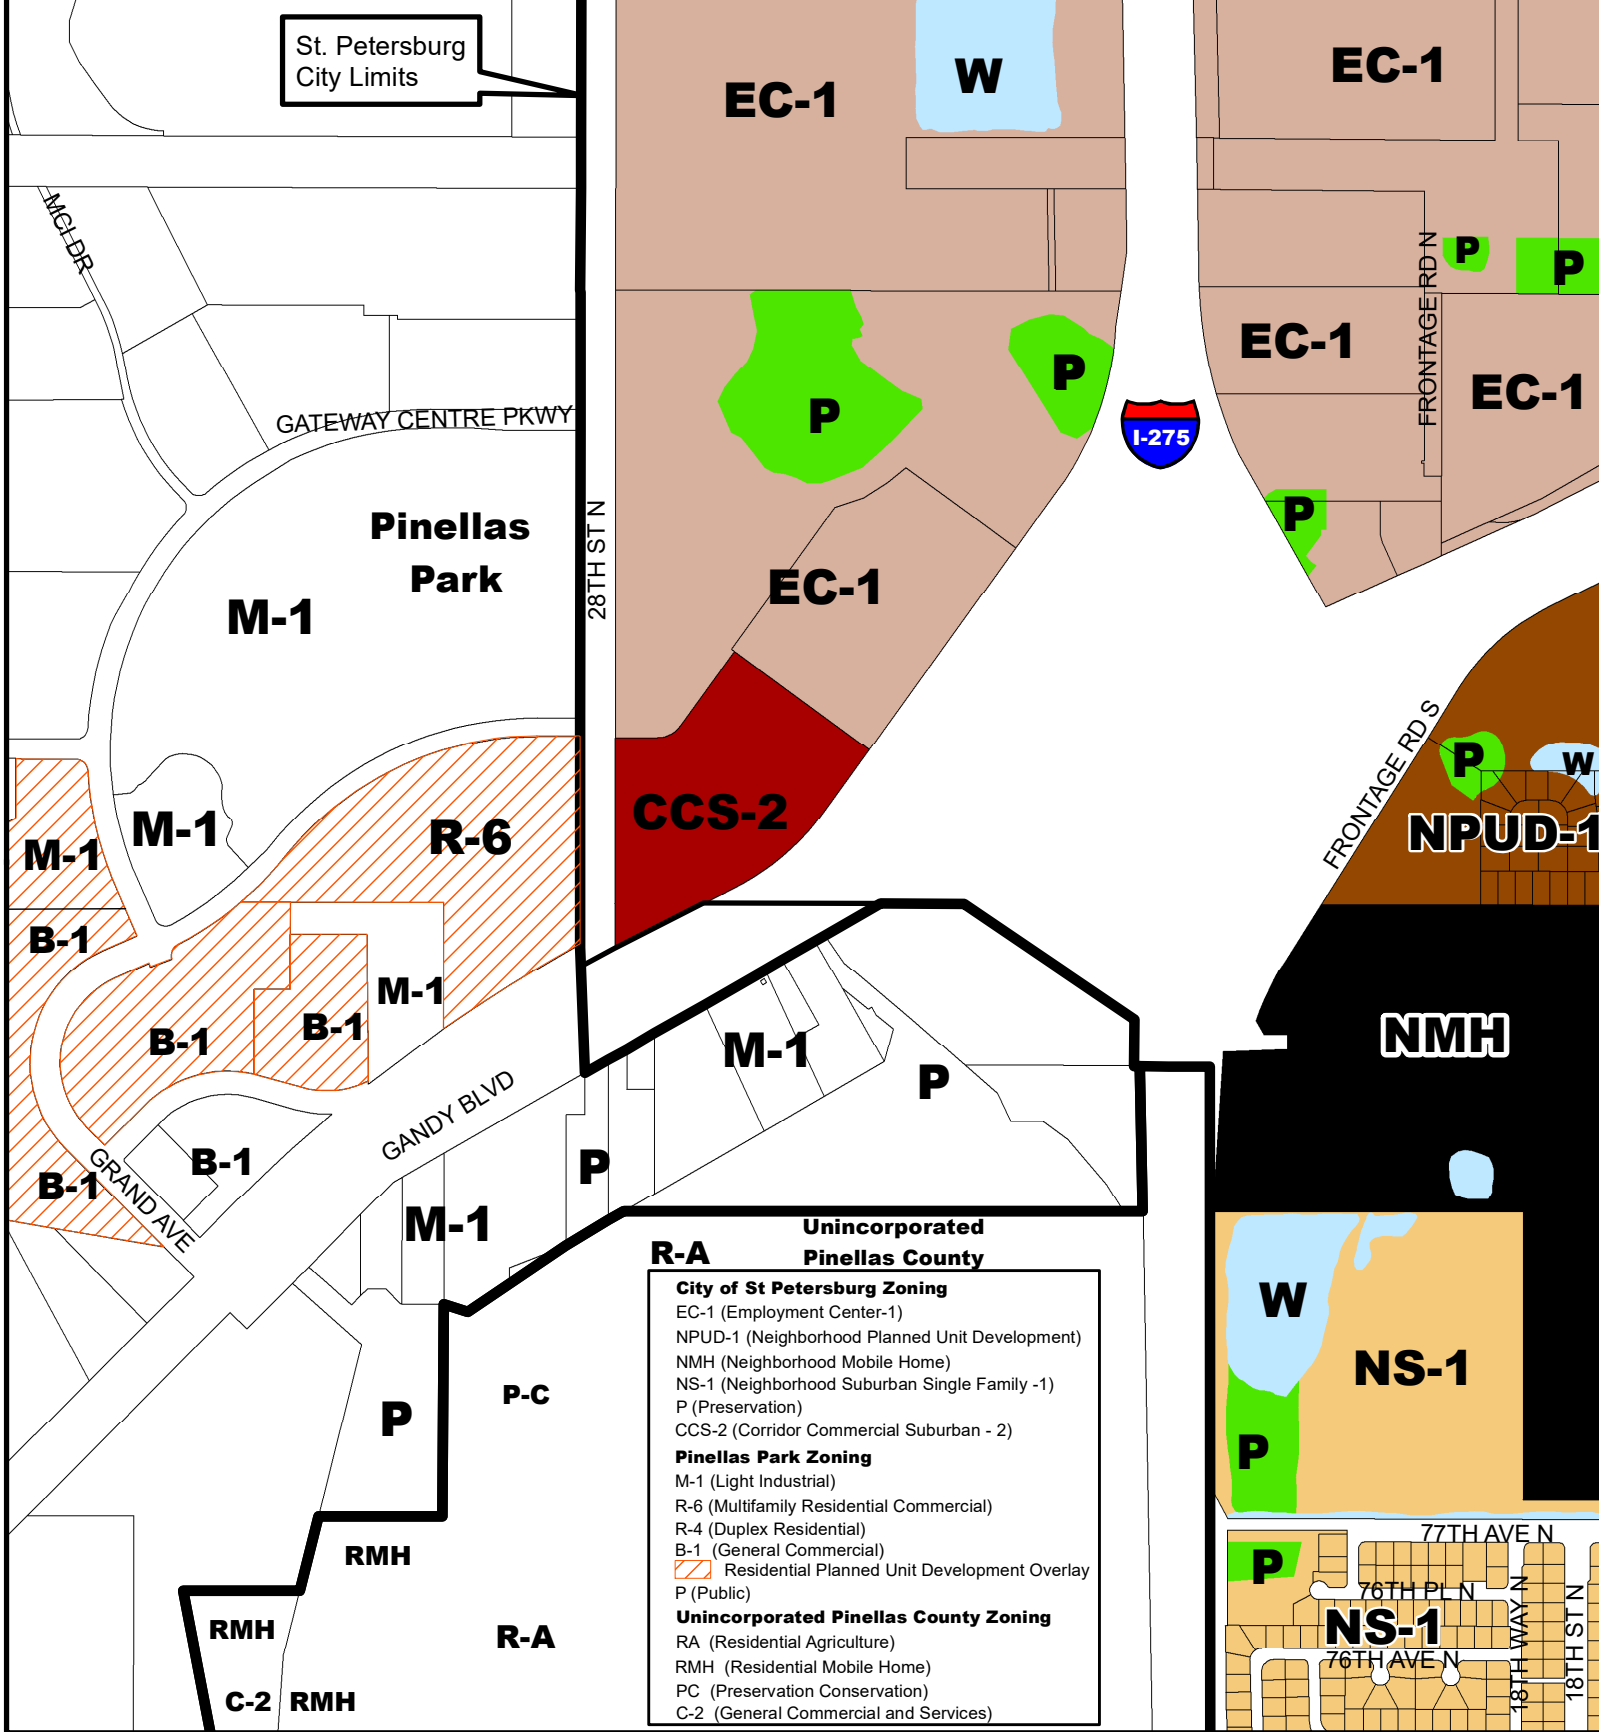 St. Petersburg
City Limits
EC-1
W
EC-1
MCI DR
P
P
FRONTAGE RD N
EC-1
P
P
EC-1
GATEWAY CENTRE PKWY
I-275
Pinellas
Park
28TH ST N
P
EC-1
M-1
FRONTAGE RD S
P
W
CCS-2
M-1
R-6
NPUD-1
M-1
B-1
M-1
B-1
B-1
NMH
M-1
P
GANDY BLVD
B-1
P
B-1
GRAND AVE
M-1
Unincorporated
Pinellas County
R-A
W
NS-1
P-C
P
P
City of St Petersburg Zoning
EC-1 (Employment Center-1)
NPUD-1 (Neighborhood Planned Unit Development)
NMH (Neighborhood Mobile Home)
NS-1 (Neighborhood Suburban Single Family -1)
P (Preservation)
CCS-2 (Corridor Commercial Suburban - 2)
Pinellas Park Zoning
M-1 (Light Industrial)
R-6 (Multifamily Residential Commercial)
R-4 (Duplex Residential)
B-1 (General Commercial)
Residential Planned Unit Development Overlay
P (Public)
Unincorporated Pinellas County Zoning
RA (Residential Agriculture)
RMH (Residential Mobile Home)
PC (Preservation Conservation)
C-2 (General Commercial and Services)
77TH AVE N
RMH
P
76TH PL N
RMH
R-A
NS-1
76TH AVE N
18TH WAY N
18TH ST N
C-2
RMH